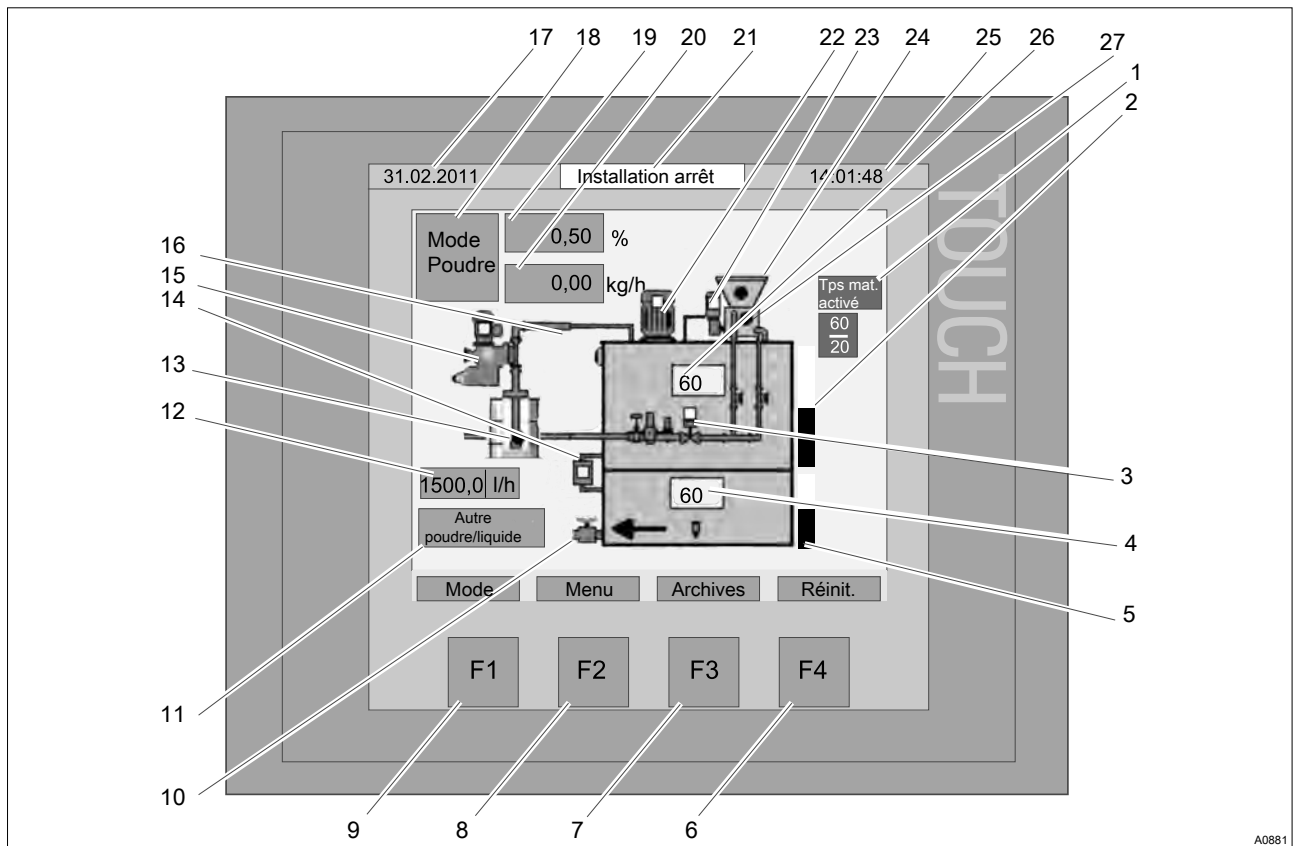 17 18 19 20 21 22 23 24 25 26 27
1
2
31.02.2011 Installation arrêt 14:01:48
TOUCH
Mode
Poudre
0,50 %
0,00 kg/h
Tps mat.
activé
60
20
16
15
14
13
12
60
3
1500,0 l/h
60
Autre
poudre/liquide
4
5
Mode Menu Archives Réinit.
F1 F2 F3 F4
11
10
9 8 7 6
A0881